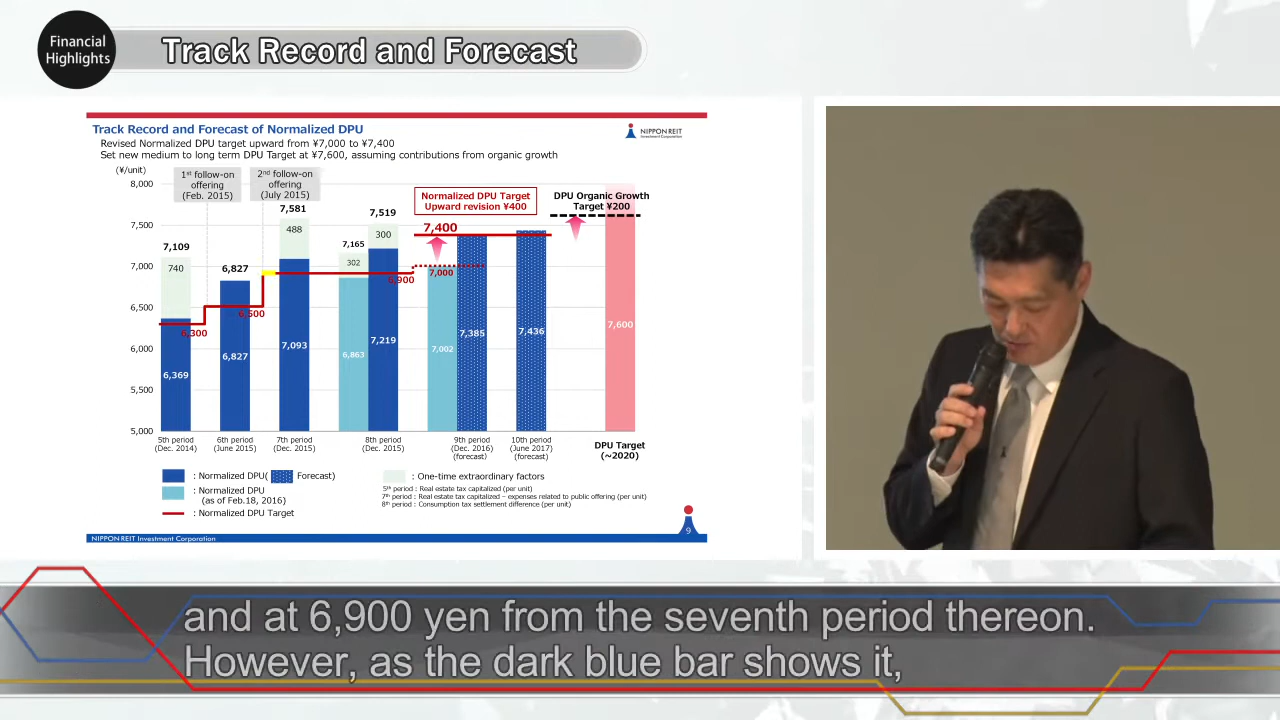 Financial
Highlights
Track Record and Forecast
Track Record and Forecast of Normalized DPU
Revised Normalized DPU target upward from ¥7,000 to ¥7,400
Set new medium to long term DPU Target at ¥7,600, assuming contributions from organic growth
NIPPON REIT
Investment Corporation
(¥/unit)
8,000
7,500
7,000
6,500
6,000
5,500
5,000
1st follow-on
offering
(Feb. 2015)
2nd follow-on
offering
(July 2015)
7,109
740
6,300
6,369
6,827
6,500
6,827
7,581
488
7,093
7,165
302
6,863
7,519
300
6,900
7,219
Normalized DPU Target
Upward revision ¥400
7,400
7,000
7,002
7,385
7,436
DPU Organic Growth
Target ¥200
7,600
5th period
(Dec. 2014)
6th period
(June 2015)
7th period
(Dec. 2015)
8th period
(Dec. 2015)
9th period
(Dec. 2016)
(forecast)
10th period
(June 2017)
(forecast)
DPU Target
(~2020)
: Normalized DPU( Forecast)
: Normalized DPU
(as of Feb.18, 2016)
: Normalized DPU Target
: One-time extraordinary factors
5th period : Real estate tax capitalized (per unit)
7th period : Real estate tax capitalized – expenses related to public offering (per unit)
8th period : Consumption tax settlement difference (per unit)
NIPPON REIT Investment Corporation
9
and at 6,900 yen from the seventh period thereon.
However, as the dark blue bar shows it,